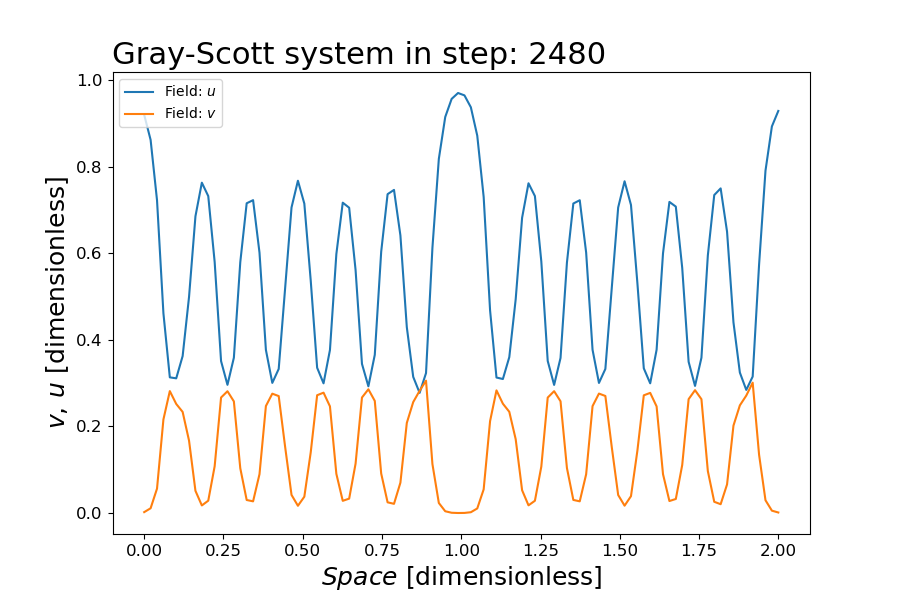 Gray-Scott system in step: 2480
Field: u
Field: v
v, u [dimensionless]
1.0
0.8
0.6
0.4
0.2
0.0
0.00 0.25 0.50 0.75 1.00 1.25 1.50 1.75 2.00
Space [dimensionless]